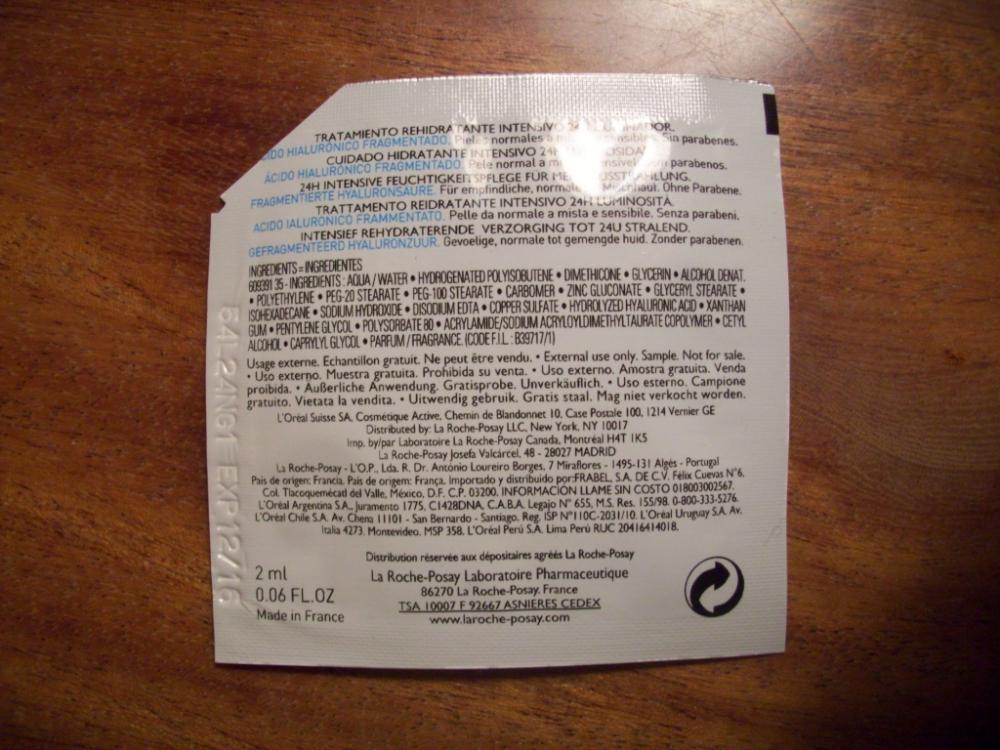 TRATAMIENTO REHIDRATANTE INTENSIVO
HIALURÓNICO FRAGMENTADO. Pieles normales a Sin parabenes.
CUIDADO HIDRATANTE INTENSIVO 24H
ÁCIDO HIALURÓNICO FRAGMENTADO. Pele normal a parabenos.
24H INTENSIVE FEUCHTIGKEITSPFLEGE FÜR
FRAGMENTIERTE HYALURONSÄURE. Für empfindliche, Mischhaut. Ohne Parabene.
TRATTAMENTO REIDRATANTE INTENSIVO 24H LUMINOSITÀ.
ACIDO IALURONICO FRAMMENTATO. Pelle da normale a mista e sensibile. Senza parabeni.
INTENSIEF REHYDRATERENDE VERZORGING TOT 24U STRALEND.
GEFRAGMENTEERD HYALURONZUUR. Gevoelige, normale tot gemengde huid. Zonder parabenen.
INGREDIENTS = INGREDIENTES
609391 35 - INGREDIENTS : AQUA / WATER • HYDROGENATED POLYISOBUTENE • DIMETHICONE • GLYCERIN • ALCOHOL DENAT.
• POLYETHYLENE • PEG-20 STEARATE • PEG-100 STEARATE • CARBOMER • ZINC GLUCONATE • GLYCERYL STEARATE •
ISOHEXADECANE • SODIUM HYDROXIDE • DISODIUM EDTA • COPPER SULFATE • HYDROLYZED HYALURONIC ACID • XANTHAN
GUM • PENTYLENE GLYCOL • POLYSORBATE 80 • ACRYLAMIDE/SODIUM ACRYLOYLDIMETHYLTAURATE COPOLYMER • CETYL
ALCOHOL • CAPRYLYL GLYCOL • PARFUM / FRAGRANCE. (CODE F.I.L. : B39717/1)
Usage externe. Echantillon gratuit. Ne peut être vendu. • External use only. Sample. Not for sale.
• Uso externo. Muestra gratuita. Prohibida su venta. • Uso externo. Amostra gratuita. Venda
proibida. • Äußerliche Anwendung. Gratisprobe. Unverkäuflich. • Uso esterno. Campione
gratuito. Vietata la vendita. • Uitwendig gebruik. Gratis staal. Mag niet verkocht worden.
L'Oréal Suisse SA, Cosmétique Active, Chemin de Blandonnet 10, Case Postale 100, 1214 Vernier GE
Distributed by: La Roche-Posay LLC, New York, NY 10017
Imp. by/par Laboratoire La Roche-Posay Canada, Montréal H4T 1K5
La Roche-Posay Josefa Valcárcel, 48 - 28027 MADRID
La Roche-Posay - L'O.P., Lda. R. Dr. António Loureiro Borges, 7 Miraflores - 1495-131 Algés - Portugal
Pais de origen: Francia. Pais de origem: França. Importado y distribuido por:FRABEL, S.A. DE C.V. Félix Cuevas N°6,
Col. Tlacoquemécatl del Valle, México, D.F. C.P. 03200. INFORMACIÓN LLAME SIN COSTO 018003002567.
L'Oréal Argentina S.A., Juramento 1775, C1428DNA, C.A.B.A. Legajo N° 655, M.S. Res. 155/98. 0-800-333-5276.
L'Oréal Chile S.A. Av. Chena 11101 - San Bernardo - Santiago. Reg. ISP N°110C-2031/10. L'Oréal Uruguay S.A. Av.
Italia 4273. Montevideo. MSP 358. L'Oréal Perú S.A. Lima Perú RUC 20416414018.
Distribution réservée aux dépositaires agréés La Roche-Posay
La Roche-Posay Laboratoire Pharmaceutique
86270 La Roche-Posay. France
TSA 10007 F 92667 ASNIERES CEDEX
www.laroche-posay.com
2 ml
0.06 FL.OZ
Made in France
54L24NG1 EXP12/16